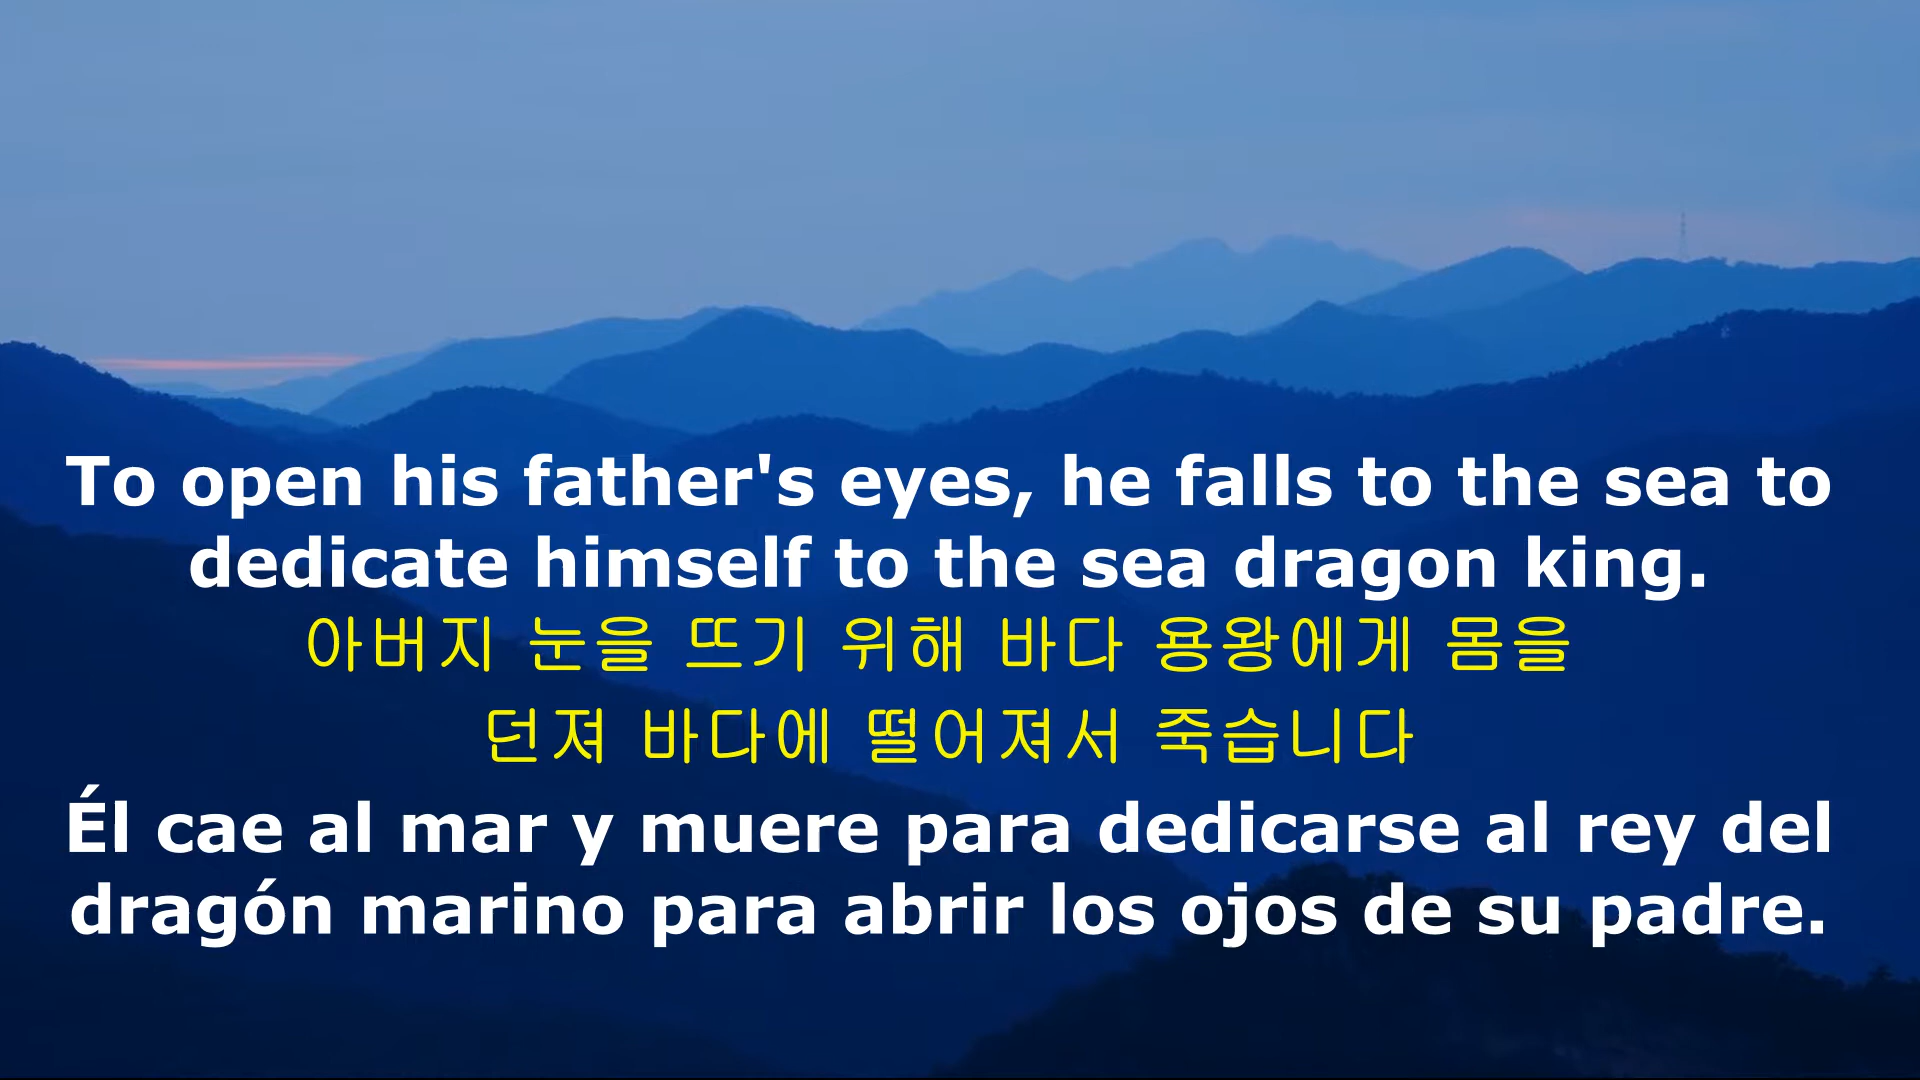 To open his father's eyes, he falls to the sea to
dedicate himself to the sea dragon king.
아버지 눈을 뜨기 위해 바다 용왕에게 몸을
던져 바다에 떨어져서 죽습니다
Él cae al mar y muere para dedicarse al rey del
dragón marino para abrir los ojos de su padre.